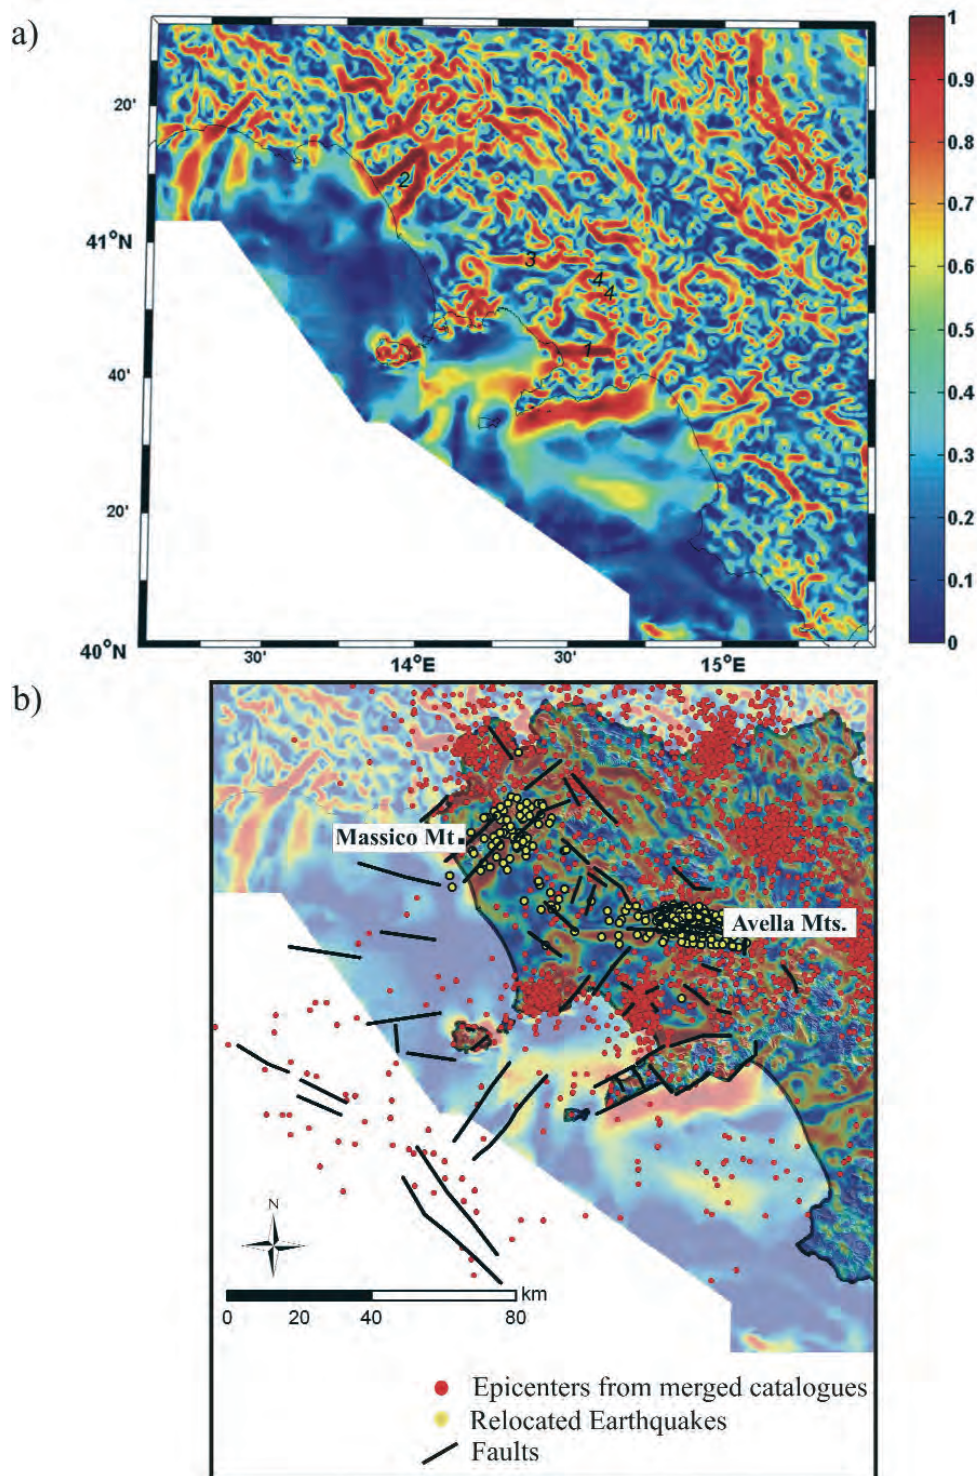 a)
1
0.9
20'
0.8
2
0.7
41°N
3
0.6
4
4
0.5
1
40'
0.4
0.3
20'
0.2
0.1
40°N
0
30'
14°E
30'
15°E
b)
Massico Mt.
Avella Mts.
N
km
0 20 40 80
Epicenters from merged catalogues
Relocated Earthquakes
Faults